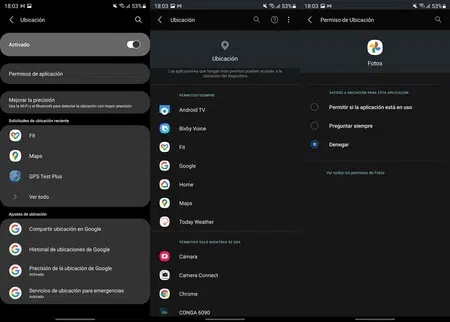 18:03
53%
Ubicación
Activado
Permisos de aplicación
Mejorar la precisión
Usa la Wi-Fi y el Bluetooth para detectar la ubicación con mayor precisión.
Solicitudes de ubicación reciente
Fit
Maps
GPS Test Plus
Ver todo
Ajustes de ubicación
Compartir ubicación en Google
Historial de ubicaciones de Google
Precisión de la ubicación de Google
Activado
Servicios de ubicación para emergencias
Activado
18:03
53%
Ubicación
Ubicación
Las aplicaciones que tengan este permiso pueden acceder a la
ubicación del dispositivo
PERMITIDO SIEMPRE
Android TV
Bixby Voice
Fit
Google
Home
Maps
Today Weather
PERMITIDO SOLO MIENTRAS SE USA
Cámara
Camera Connect
Chrome
CONGA 6090
18:03
53%
Permiso de Ubicación
Fotos
ACCESO A UBICACIÓN PARA ESTA APLICACIÓN
Permitir si la aplicación está en uso
Preguntar siempre
Denegar
Ver todos los permisos de Fotos